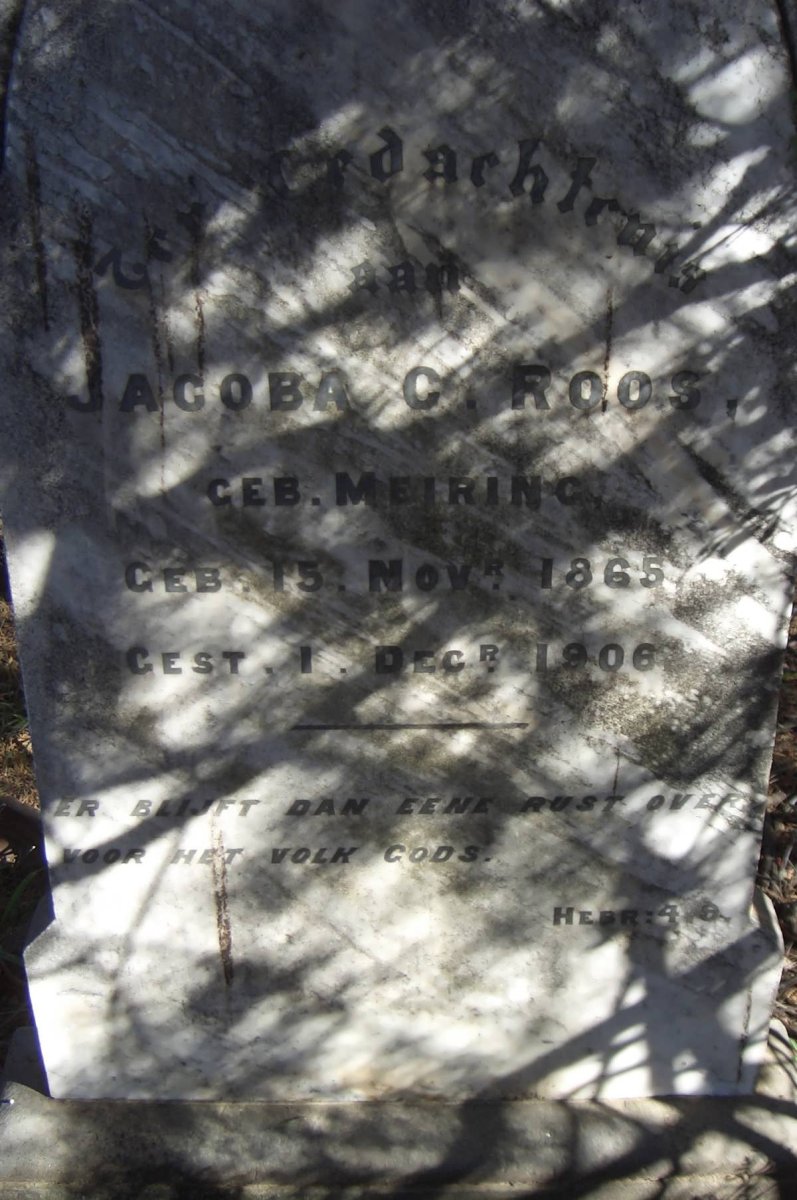 Ter Gedachtenis
aan
JACOBA C. ROOS,
GEB. MEIRING,
GEB. 15. NOVR. 1865.
GEST. 1. DECR. 1906.
ER BLIJFT DAN EENE RUST OVER
VOOR HET VOLK GODS.
HEBR: 4.9.